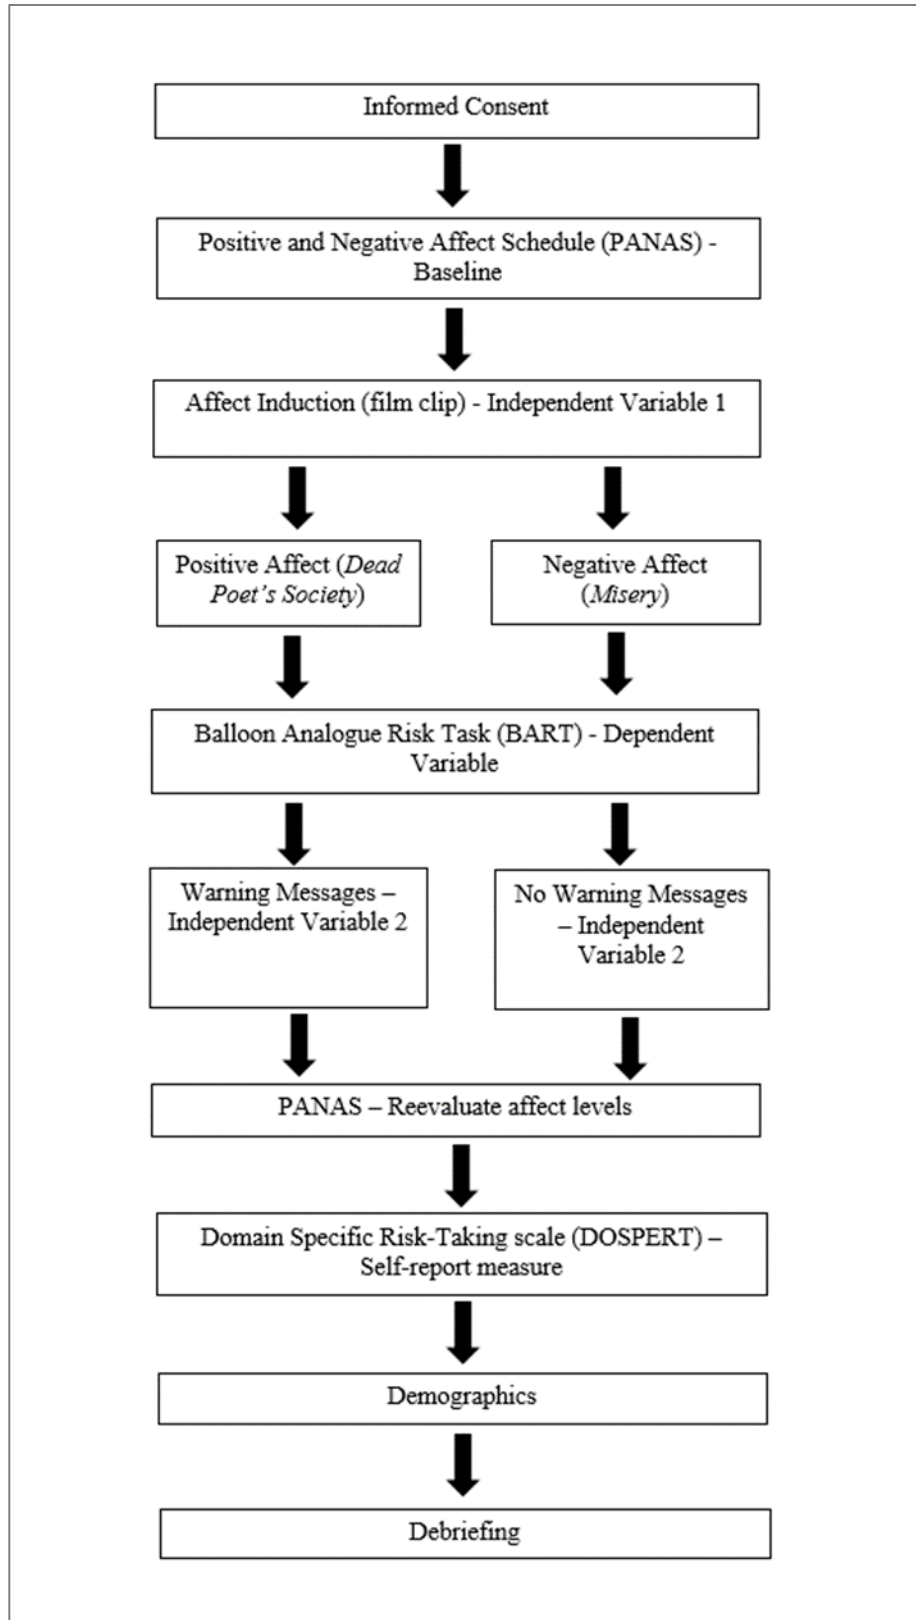 Informed Consent
Positive and Negative Affect Schedule (PANAS) -
Baseline
Affect Induction (film clip) - Independent Variable 1
Positive Affect (Dead
Poet's Society)
Negative Affect
(Misery)
Balloon Analogue Risk Task (BART) - Dependent
Variable
Warning Messages –
Independent Variable 2
No Warning Messages
– Independent
Variable 2
PANAS – Reevaluate affect levels
Domain Specific Risk-Taking scale (DOSPERT) –
Self-report measure
Demographics
Debriefing